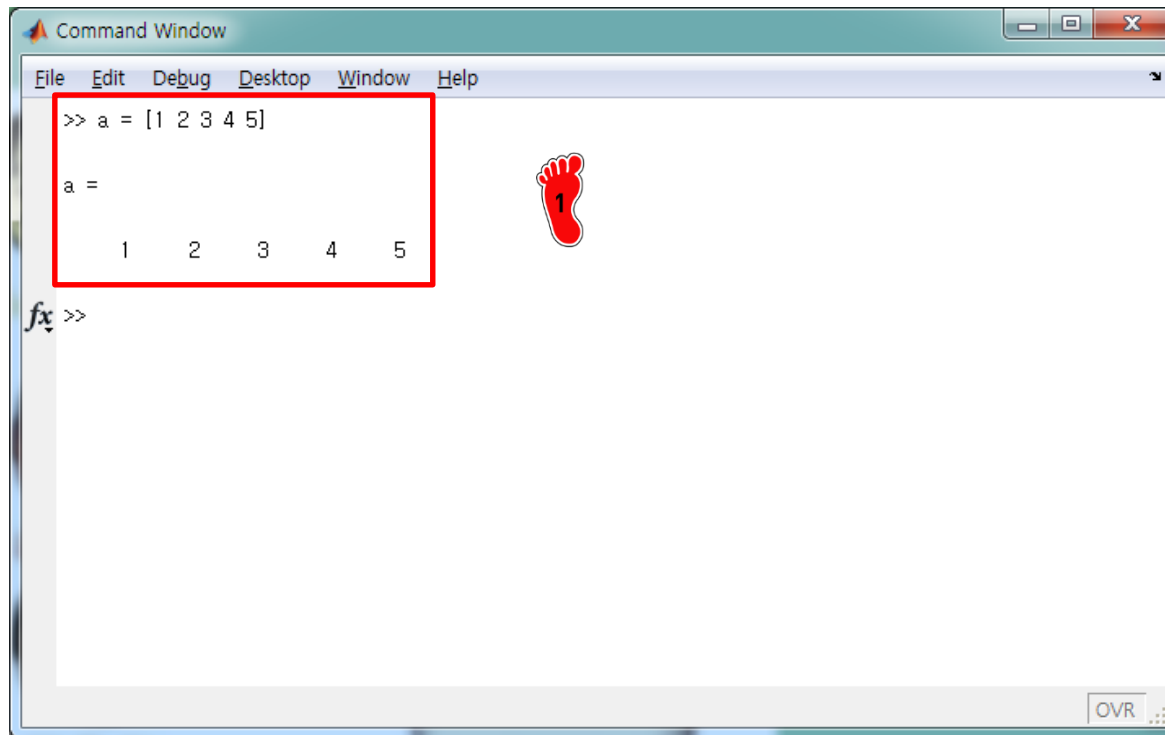 Command Window
File Edit Debug Desktop Window Help
>> a = [1 2 3 4 5]
a =
1 2 3 4 5
fx >>
1
OVR